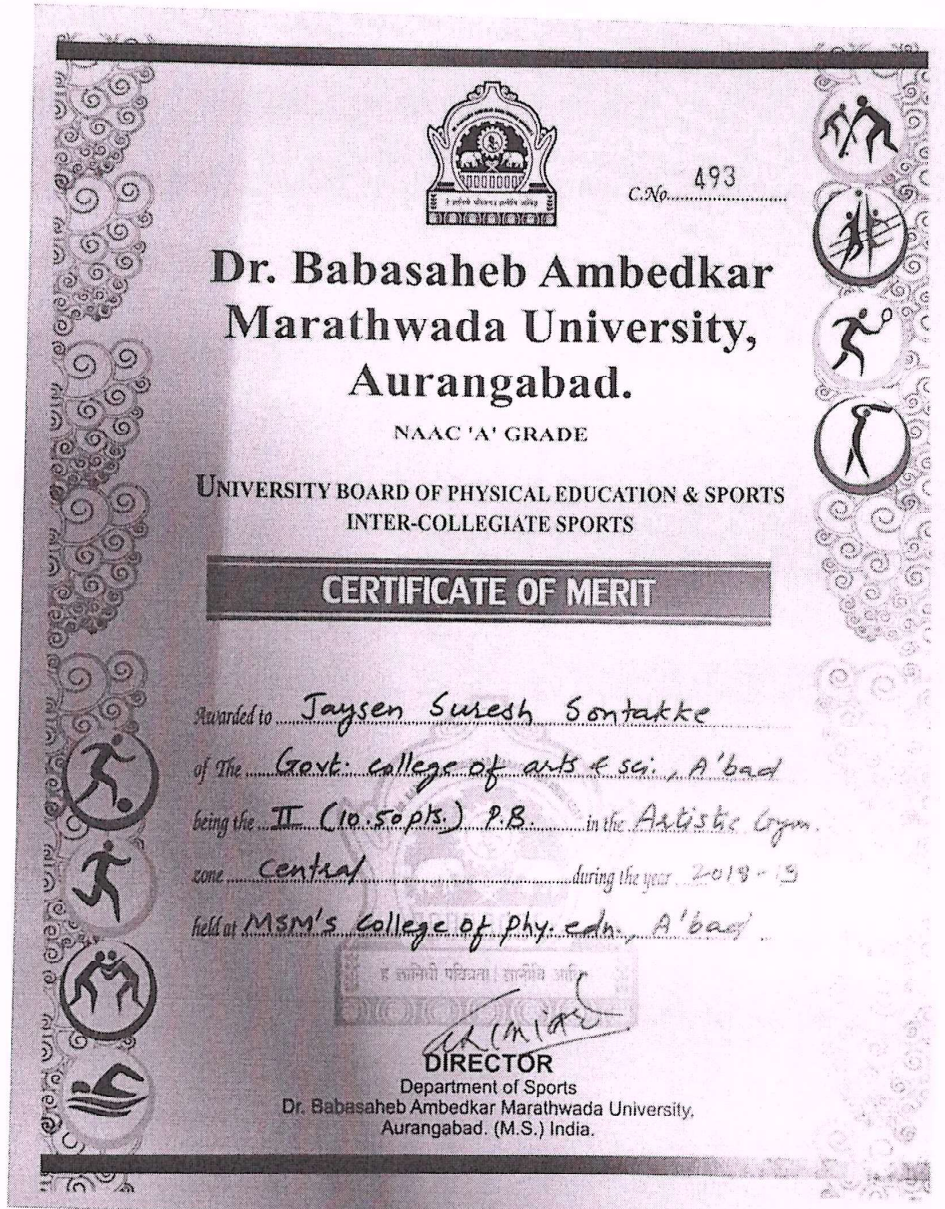 C.No. 493
Dr. Babasaheb Ambedkar
Marathwada University,
Aurangabad.
NAAC 'A' GRADE
UNIVERSITY BOARD OF PHYSICAL EDUCATION & SPORTS
INTER-COLLEGIATE SPORTS
CERTIFICATE OF MERIT
Awarded to Jaysen Suresh Sontakke
of The Govt. college of arts & sci., A'bad
being the II (10.50 pts.) P.B. in the Artistic Gym.
zone Central during the year 2018-19
held at MSM's college of phy. edn., A'bad
DIRECTOR
Department of Sports
Dr. Babasaheb Ambedkar Marathwada University,
Aurangabad. (M.S.) India.